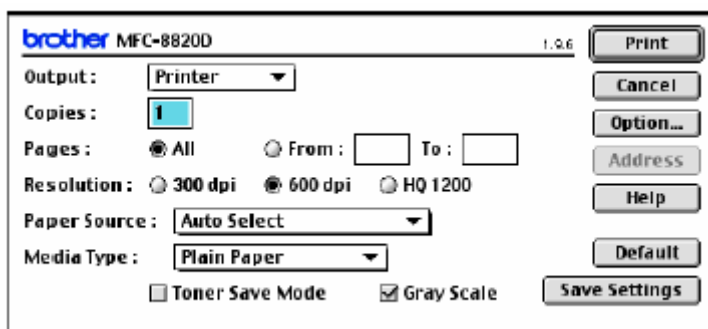 brother MFC-8820D 1.9.6 Print
Output: Printer Cancel
Copies: 1 Option...
Pages: All From: To: Address
Resolution: 300 dpi 600 dpi HQ 1200 Help
Paper Source: Auto Select
Media Type: Plain Paper Default
Toner Save Mode Gray Scale Save Settings